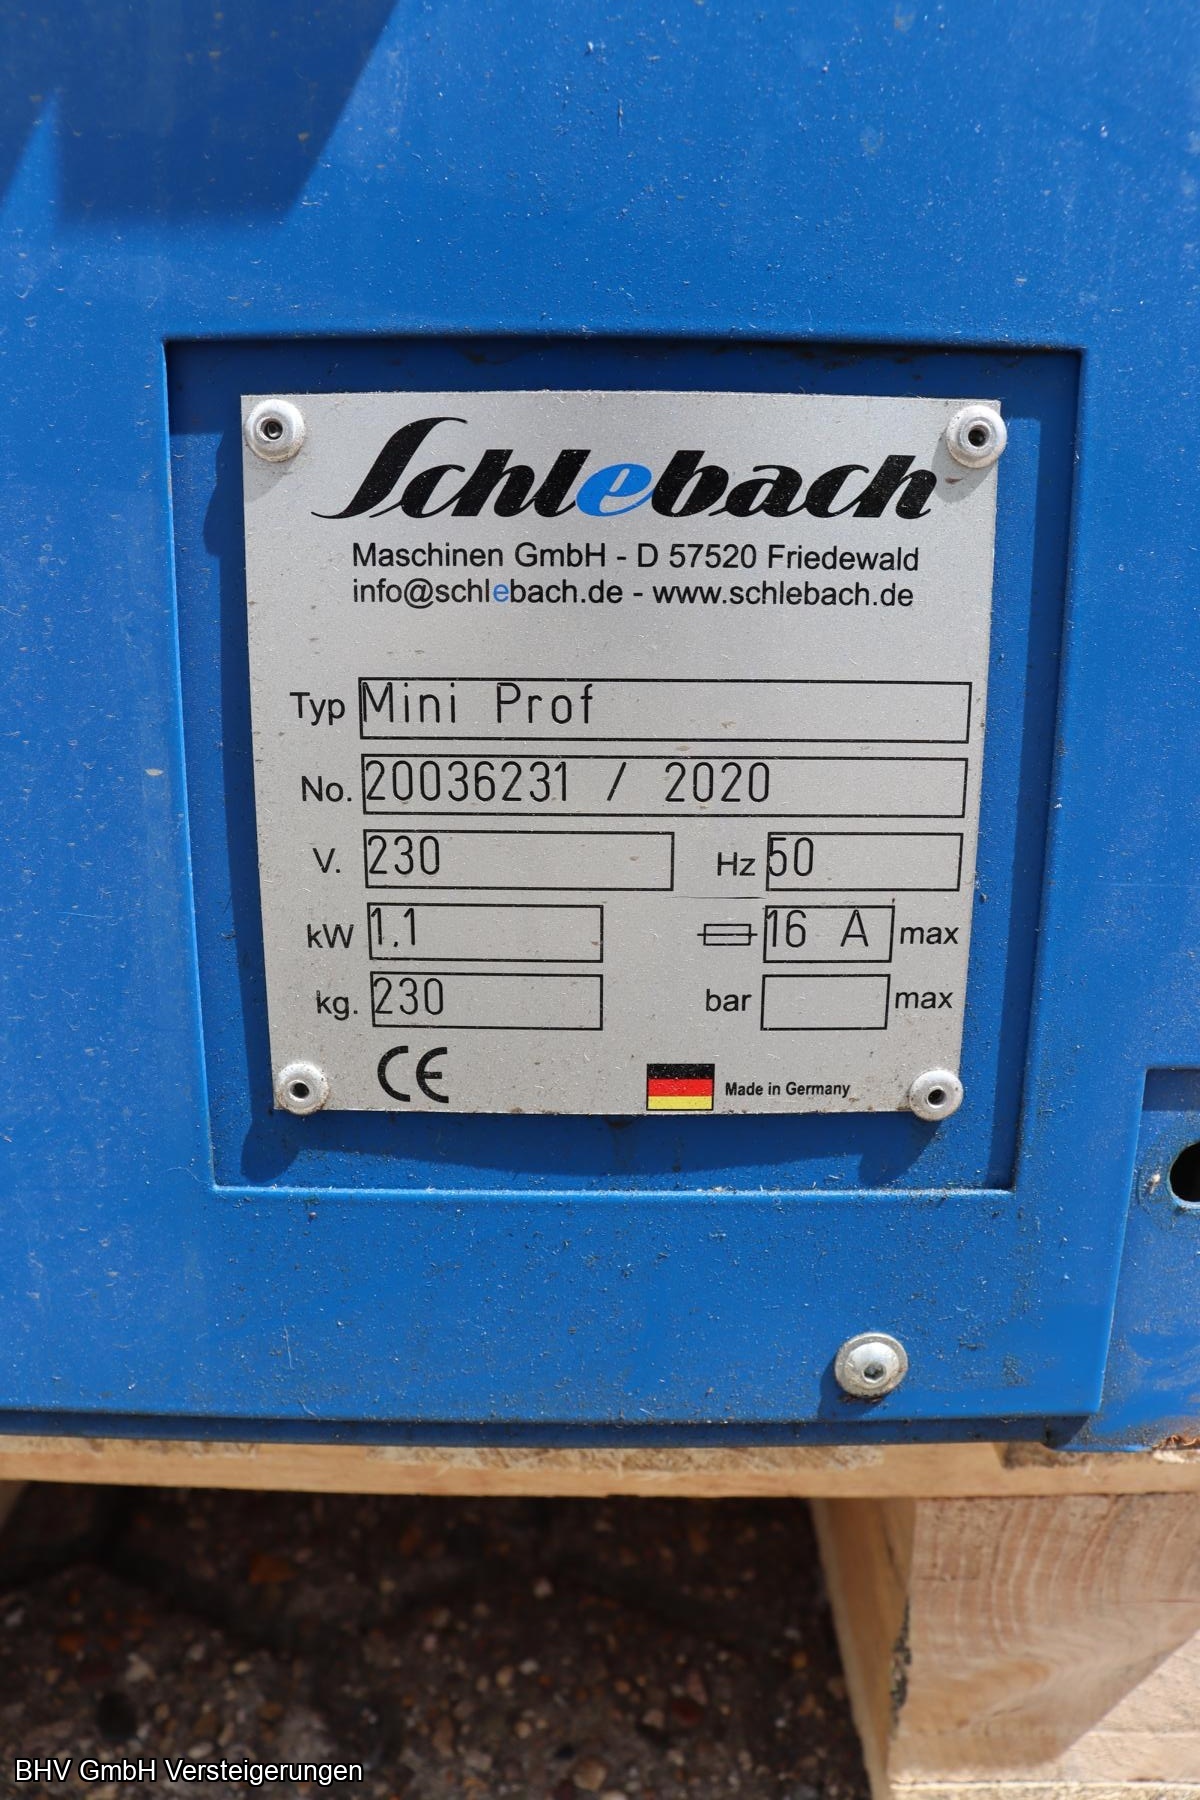 Schlebach
Maschinen GmbH - D 57520 Friedewald
info@schlebach.de - www.schlebach.de
Typ Mini Prof
No. 20036231 / 2020
V. 230 Hz 50
kW 1.1 16 A max
kg. 230 bar max
CE Made in Germany
BHV GmbH Versteigerungen